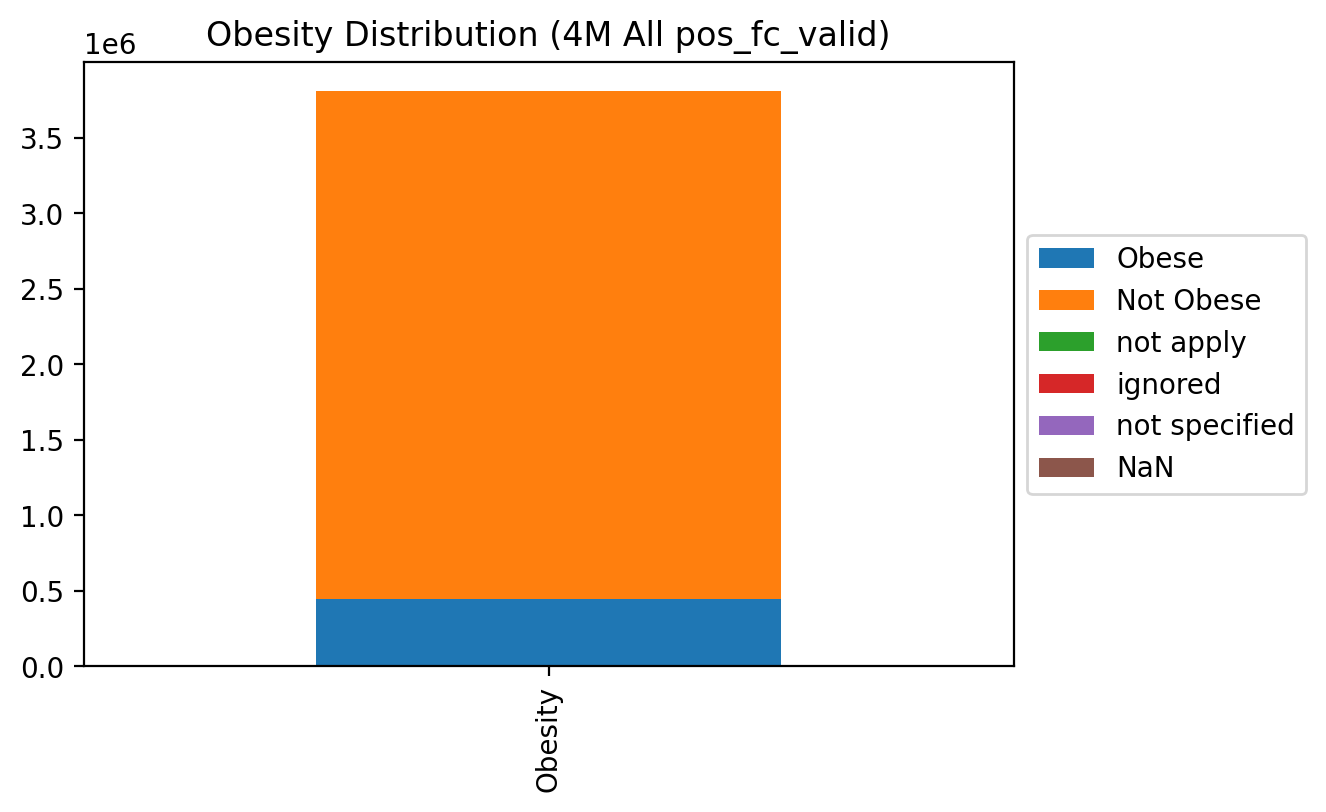 Obesity Distribution (4M All pos_fc_valid)
1e6
3.5
3.0
2.5
2.0
1.5
1.0
0.5
0.0
Obesity
Obese
Not Obese
not apply
ignored
not specified
NaN